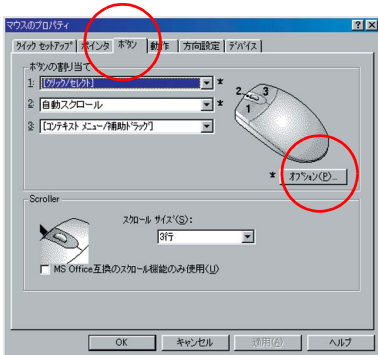 マウスのプロパティ
クイック セットアップ ポインタ ボタン 動作 方向設定 デバイス
ボタンの割り当て
1: [クリック/セレクト] *
2: 自動スクロール *
3: [コンテキスト メニュー/補助ドラッグ]
2 3
1
* オプション(P)...
Scroller
スクロール サイズ(S):
3行
MS Office互換のスクロール機能のみ使用(U)
OK キャンセル 適用(A) ヘルプ